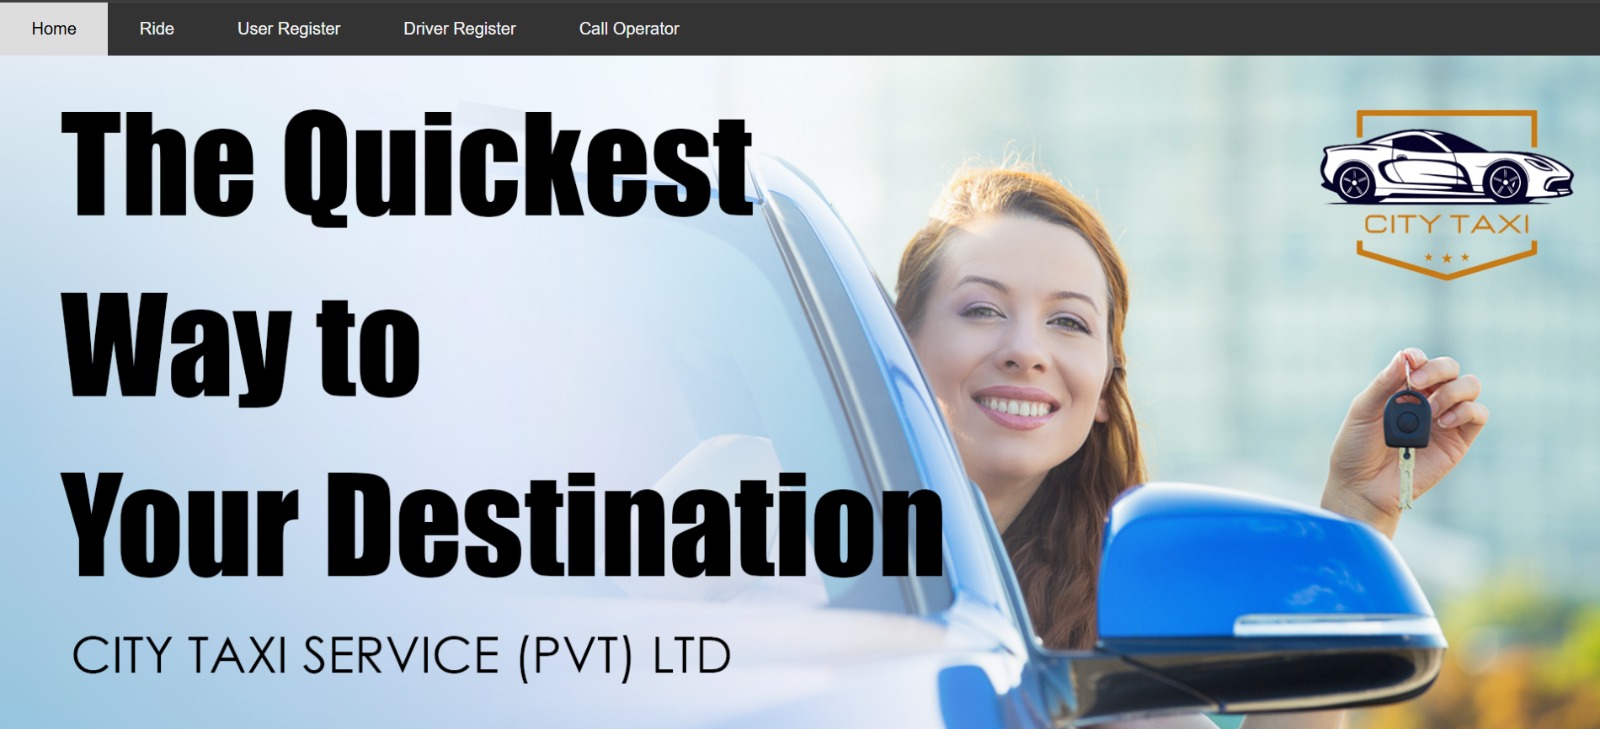 Home Ride User Register Driver Register Call Operator
The Quickest
Way to
Your Destination
CITY TAXI SERVICE (PVT) LTD
CITY TAXI